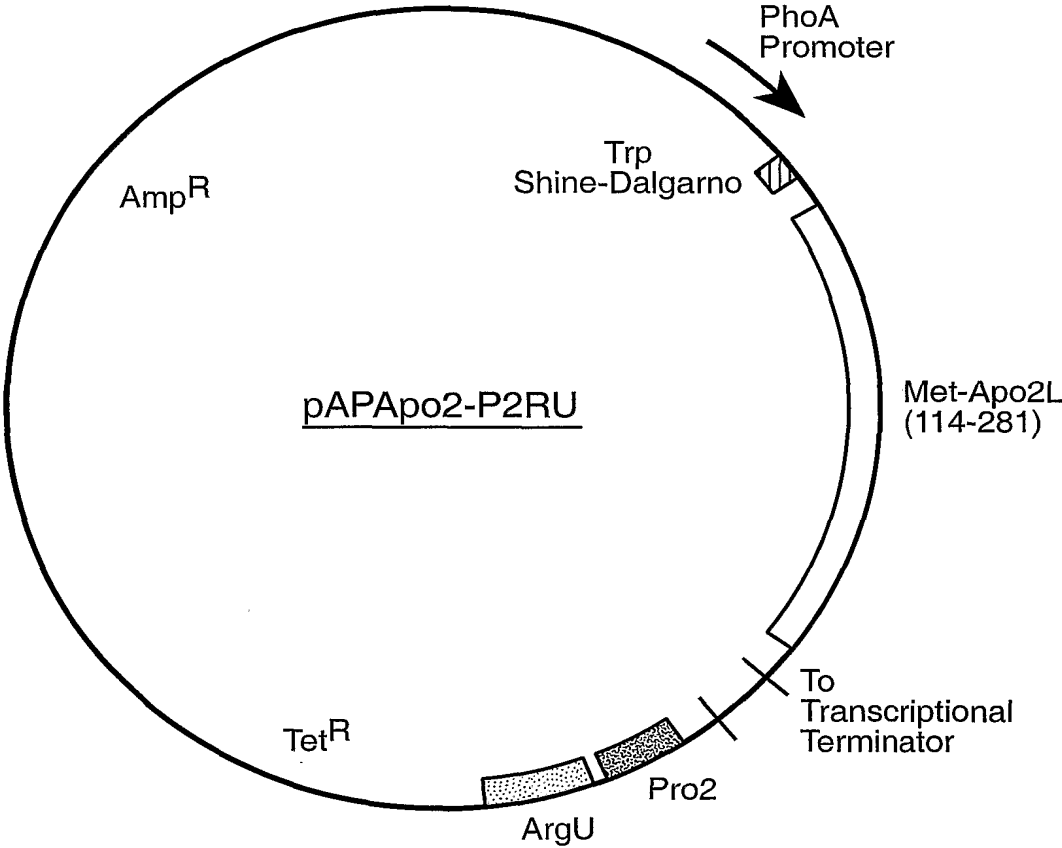 PhoA
Promoter
Trp
Shine-Dalgarno
AmpR
pAPApo2-P2RU
Met-Apo2L
(114-281)
To
Transcriptional
Terminator
TetR
Pro2
ArgU